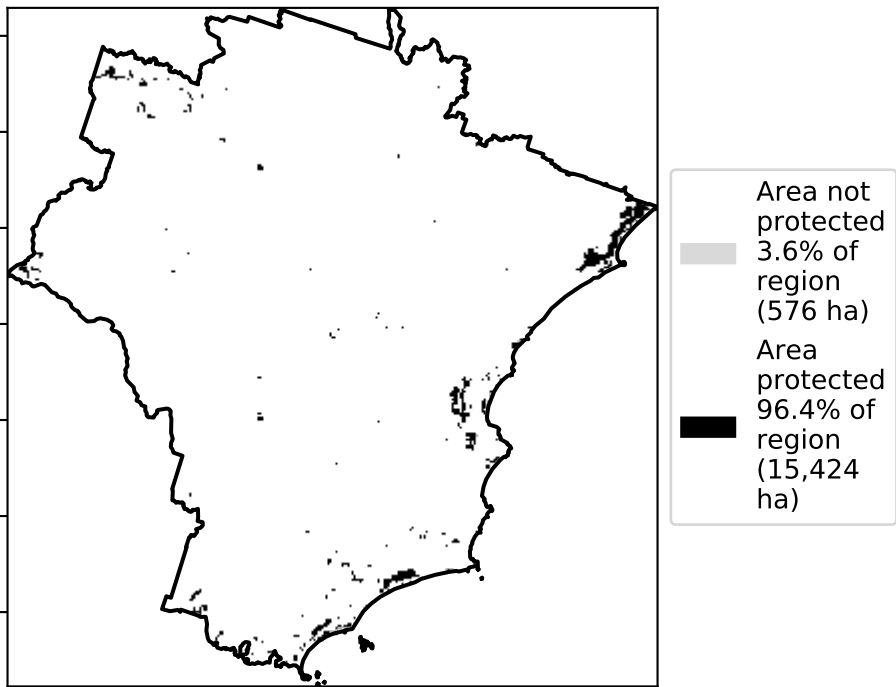 Area not
protected
3.6% of
region
(576 ha)
Area
protected
96.4% of
region
(15,424
ha)